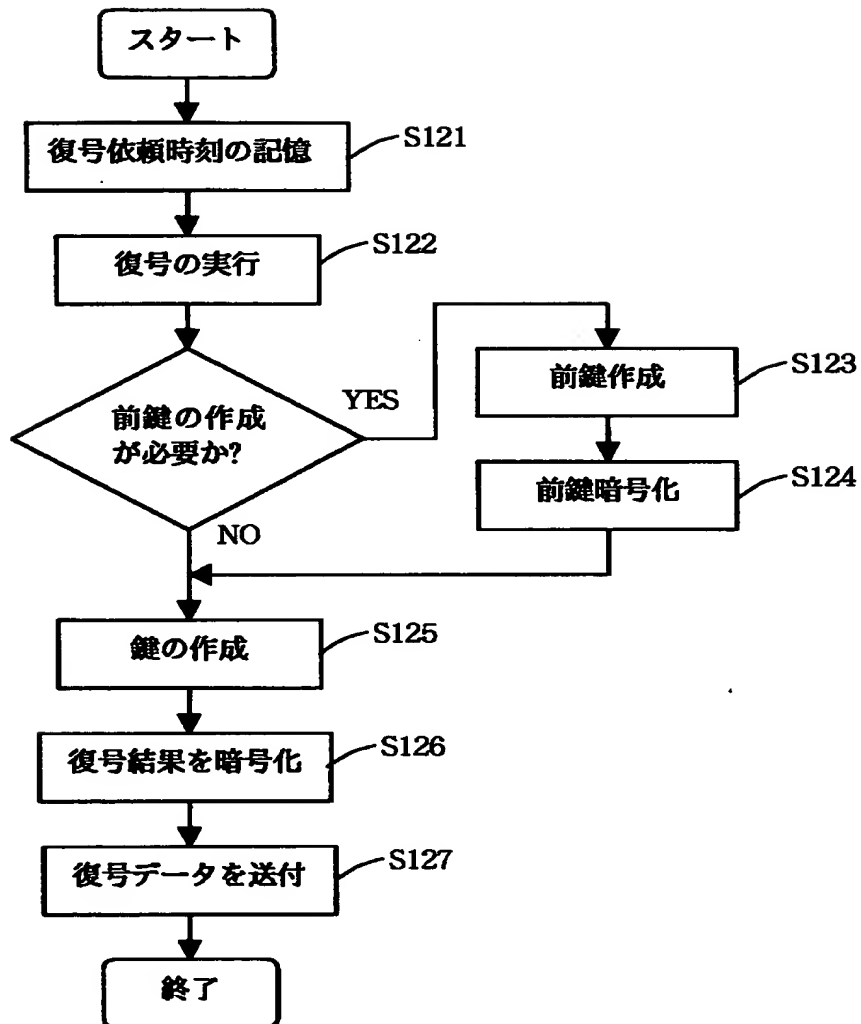 スタート
復号依頼時刻の記憶
S121
復号の実行
S122
前鍵の作成
が必要か?
YES
NO
前鍵作成
S123
前鍵暗号化
S124
鍵の作成
S125
復号結果を暗号化
S126
復号データを送付
S127
終了